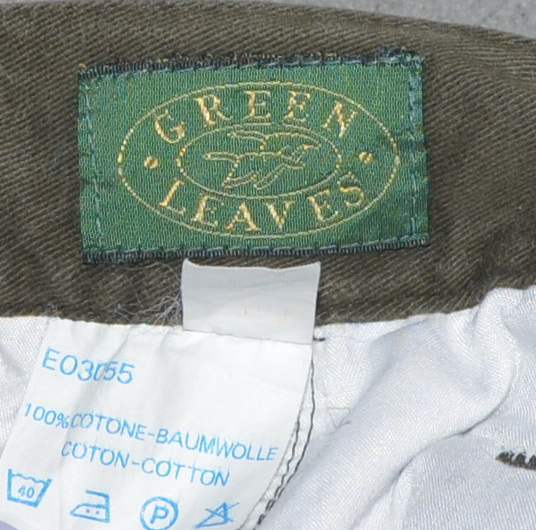 GREEN
LEAVES
EO3055
100% COTONE-BAUMWOLLE
COTON-COTTON
40
P